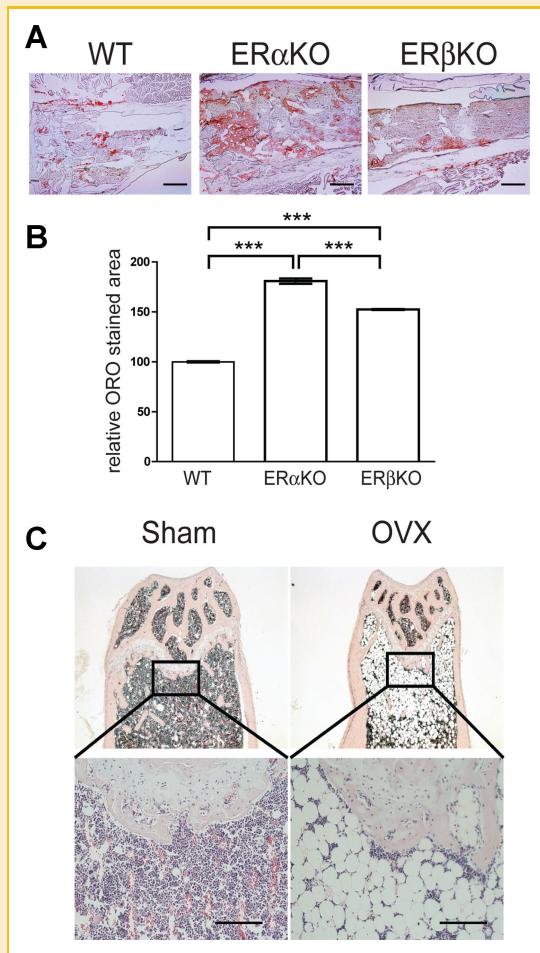 A
WT ERαKO ERβKO
B
***
*** ***
relative ORO stained area
200
150
100
50
0
WT ERαKO ERβKO
C
Sham OVX